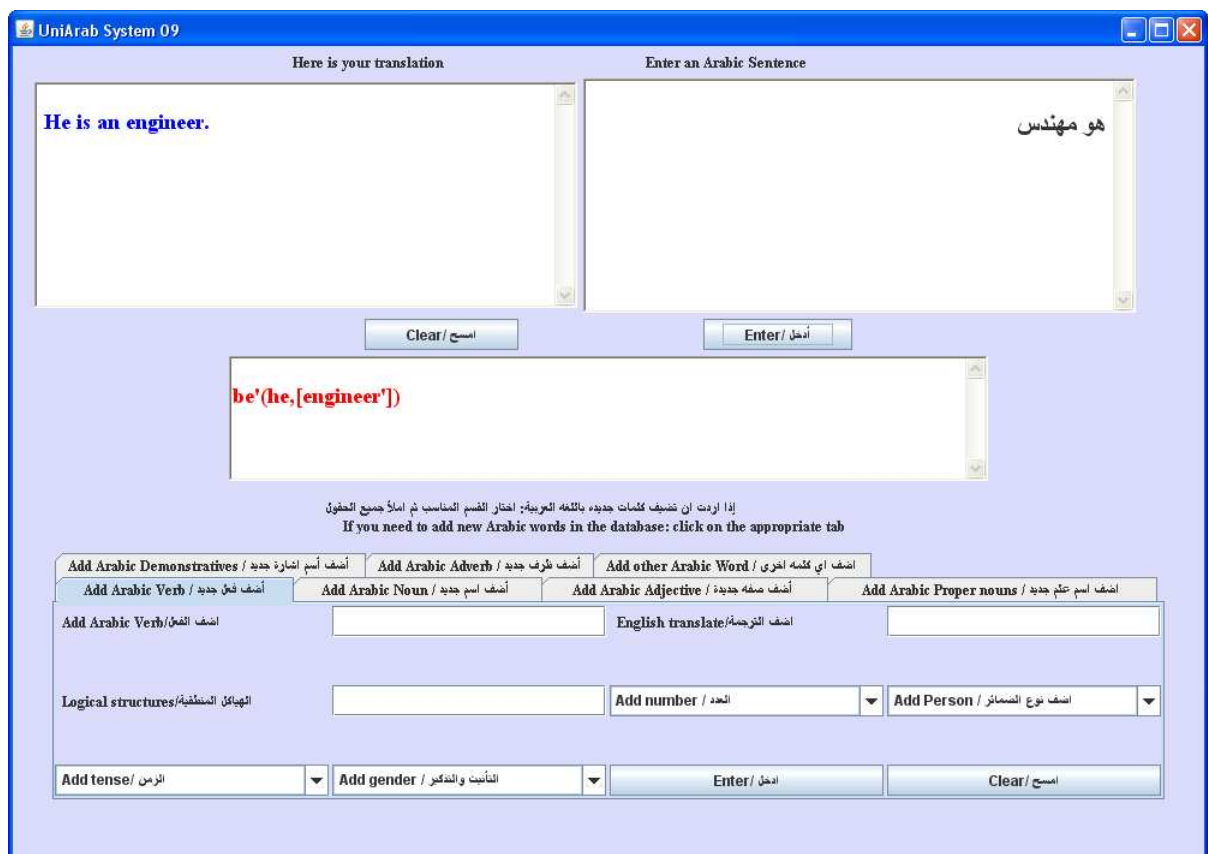 UniArab System 09
Here is your translation
Enter an Arabic Sentence
He is an engineer.
هو مهندس
Clear/امسح
Enter/أدخل
be'(he,[engineer'])
إذا اردت ان تضيف كلمات جديده باللغه العربية: اختار القسم المناسب ثم املأ جميع الحقول
If you need to add new Arabic words in the database: click on the appropriate tab
Add Arabic Demonstratives / أضف أسم اشارة جديد
Add Arabic Adverb / أضف ظرف جديد
Add other Arabic Word / اضف اي كلمه اخرى
Add Arabic Verb / أضف فعل جديد
Add Arabic Noun / أضف اسم جديد
Add Arabic Adjective / أضف صفه جديدة
Add Arabic Proper nouns / اضف اسم علم جديد
Add Arabic Verb/اضف الفعل
English translate/اضف الترجمة
Logical structures/الهياكل المنطقية
Add number / العدد
Add Person / اضف نوع الضمائر
Add tense/ الزمن
Add gender / التأنيث والتذكير
Enter/ ادخل
Clear/ امسح